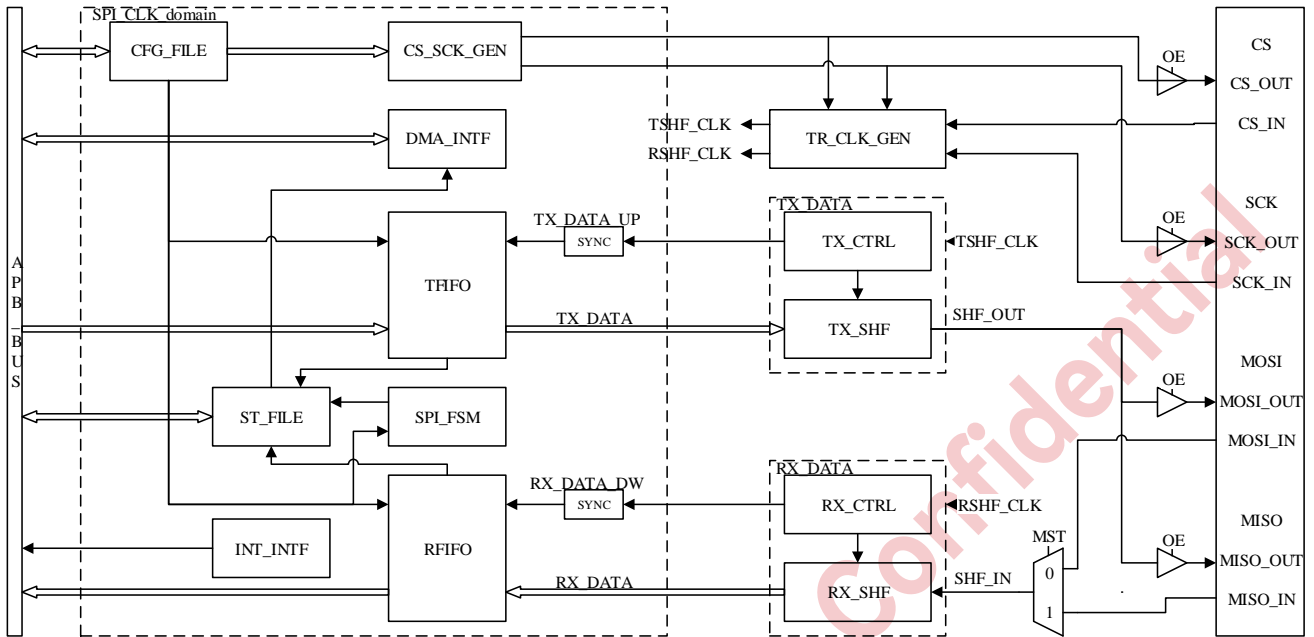 SPI_CLK_domain
CFG_FILE
CS_SCK_GEN
DMA_INTF
TSHF_CLK
RSHF_CLK
TR_CLK_GEN
OE
CS
CS_OUT
CS_IN
APB_BUS
TFIFO
TX_DATA_UP
SYNC
TX_DATA
TX_DATA
TX_CTRL
TSHF_CLK
TX_SHF
SHF_OUT
OE
SCK
SCK_OUT
SCK_IN
ST_FILE
SPI_FSM
OE
MOSI
MOSI_OUT
MOSI_IN
INT_INTF
RFIFO
RX_DATA_DW
SYNC
RX_DATA
RX_DATA
RX_CTRL
RSHF_CLK
RX_SHF
SHF_IN
MST
0
1
OE
MISO
MISO_OUT
MISO_IN
Confidential